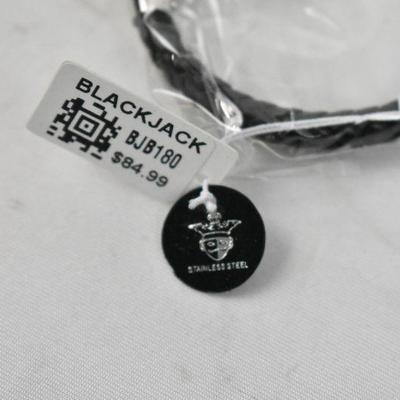 BLACKJACK
BJB180
$84.99
STAINLESS STEEL